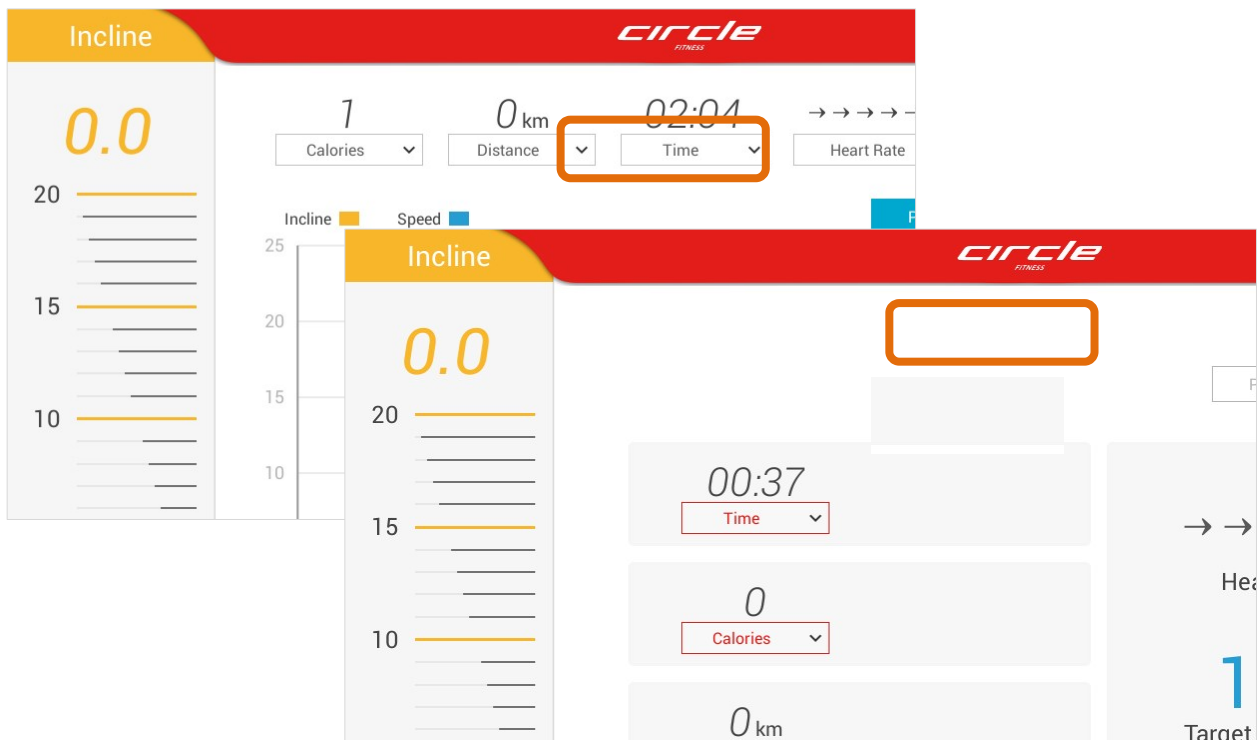 Incline
circle
FITNESS
0.0
1
0 km
02:04
Calories
Distance
Time
Heart Rate
20
15
10
Incline
Speed
25
20
15
10
Incline
circle
FITNESS
0.0
20
15
10
00:37
Time
0
Calories
0 km
1
Target